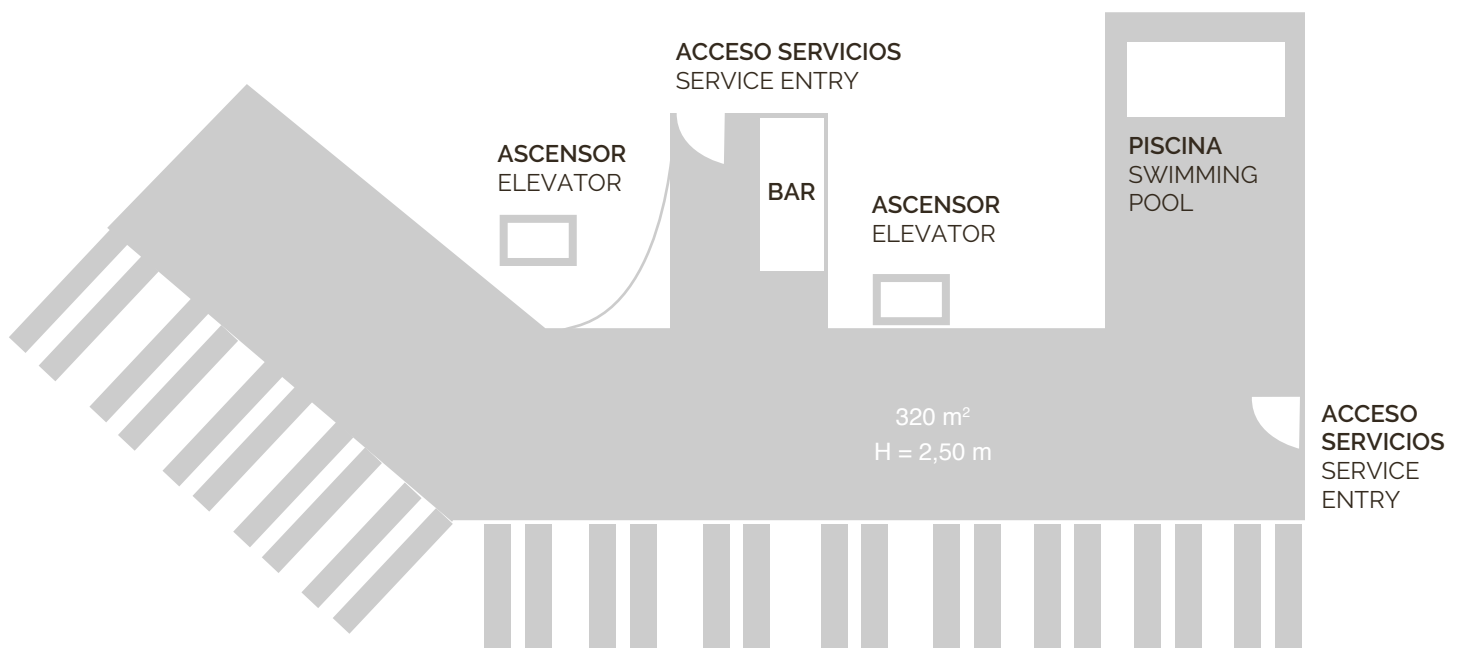 ACCESO SERVICIOS
SERVICE ENTRY
ASCENSOR
ELEVATOR
BAR
ASCENSOR
ELEVATOR
PISCINA
SWIMMING
POOL
320 m²
H = 2,50 m
ACCESO
SERVICIOS
SERVICE
ENTRY